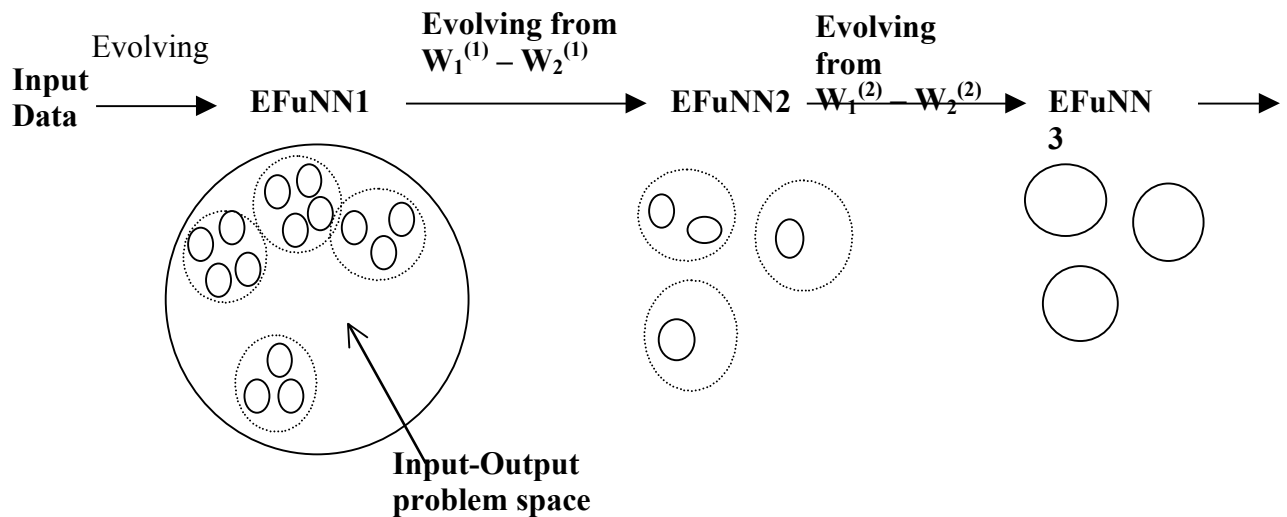 Input
Data
Evolving
EFuNN1
Evolving from
W₁⁽¹⁾ – W₂⁽¹⁾
EFuNN2
Evolving
from
W₁⁽²⁾ – W₂⁽²⁾
EFuNN
3
Input-Output
problem space